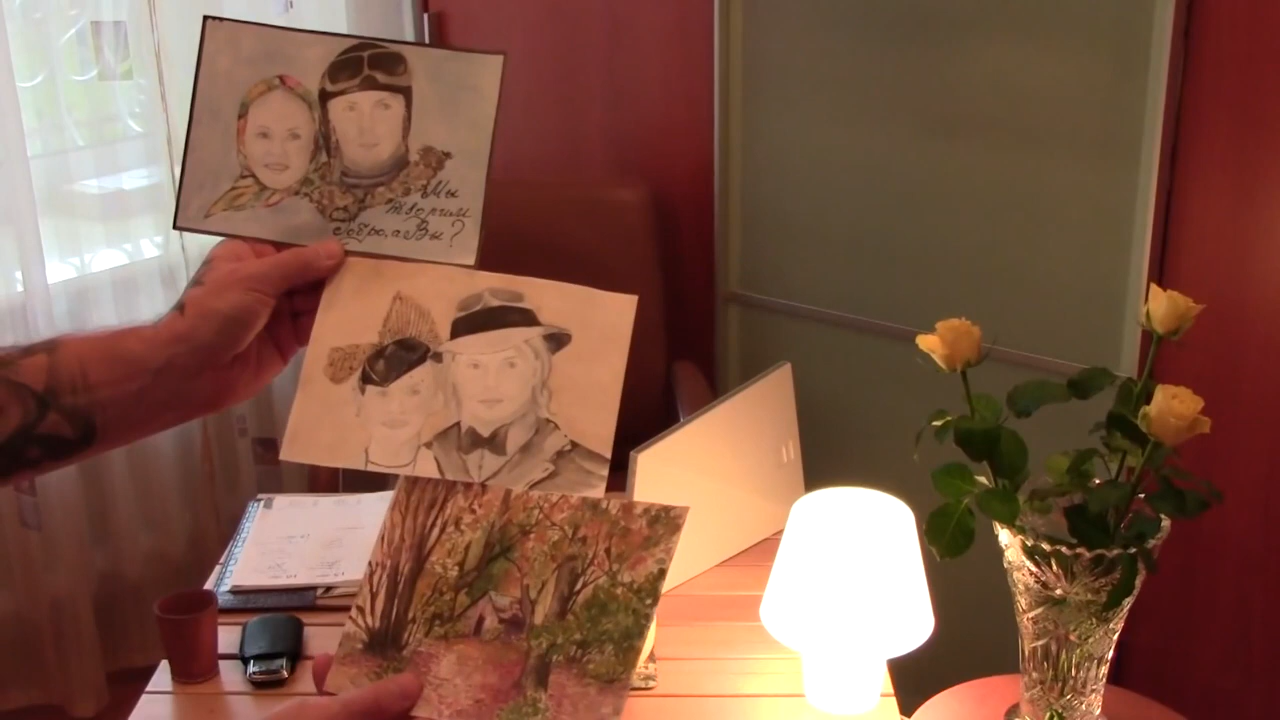 Мы
творим
добро, а Вы?